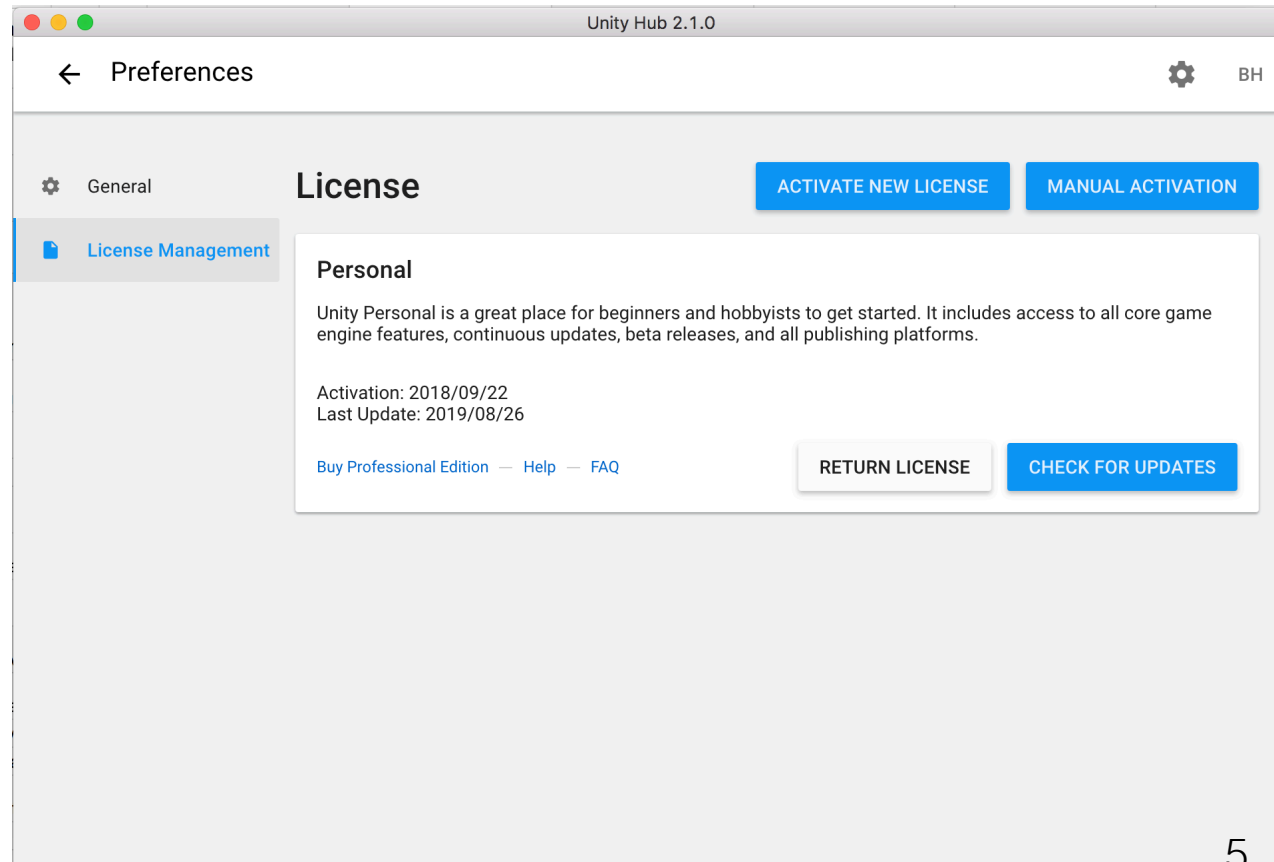 Unity Hub 2.1.0
Preferences
BH
General
License Management
License
ACTIVATE NEW LICENSE
MANUAL ACTIVATION
Personal
Unity Personal is a great place for beginners and hobbyists to get started. It includes access to all core game
engine features, continuous updates, beta releases, and all publishing platforms.
Activation: 2018/09/22
Last Update: 2019/08/26
Buy Professional Edition — Help — FAQ
RETURN LICENSE
CHECK FOR UPDATES
5